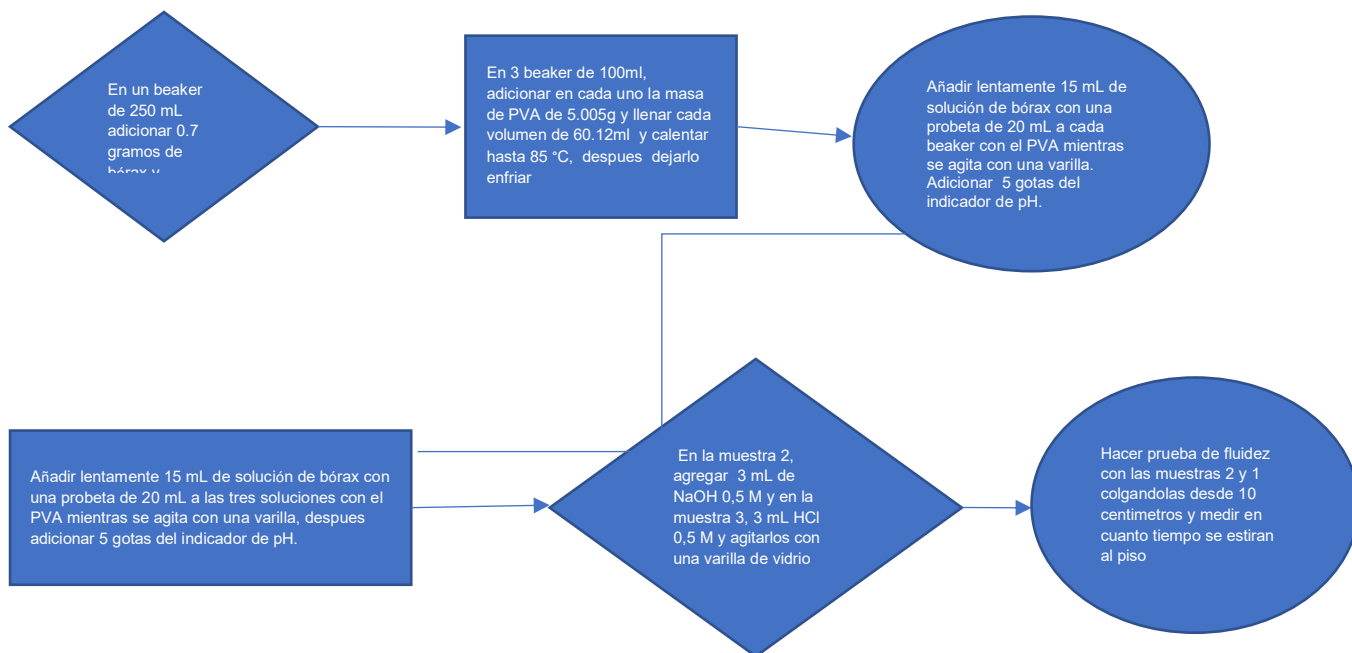 En un beaker
de 250 mL
adicionar 0.7
gramos de
En 3 beaker de 100ml,
adicionar en cada uno la masa
de PVA de 5.005g y llenar cada
volumen de 60.12ml y calentar
hasta 85 °C, despues dejarlo
enfriar
Añadir lentamente 15 mL de
solución de bórax con una
probeta de 20 mL a cada
beaker con el PVA mientras
se agita con una varilla.
Adicionar 5 gotas del
indicador de pH.
Añadir lentamente 15 mL de solución de bórax con
una probeta de 20 mL a las tres soluciones con el
PVA mientras se agita con una varilla, despues
adicionar 5 gotas del indicador de pH.
En la muestra 2,
agregar 3 mL de
NaOH 0,5 M y en la
muestra 3, 3 mL HCl
0,5 M y agitarlos con
una varilla de vidrio
Hacer prueba de fluidez
con las muestras 2 y 1
colgandolas desde 10
centimetros y medir en
cuanto tiempo se estiran
al piso